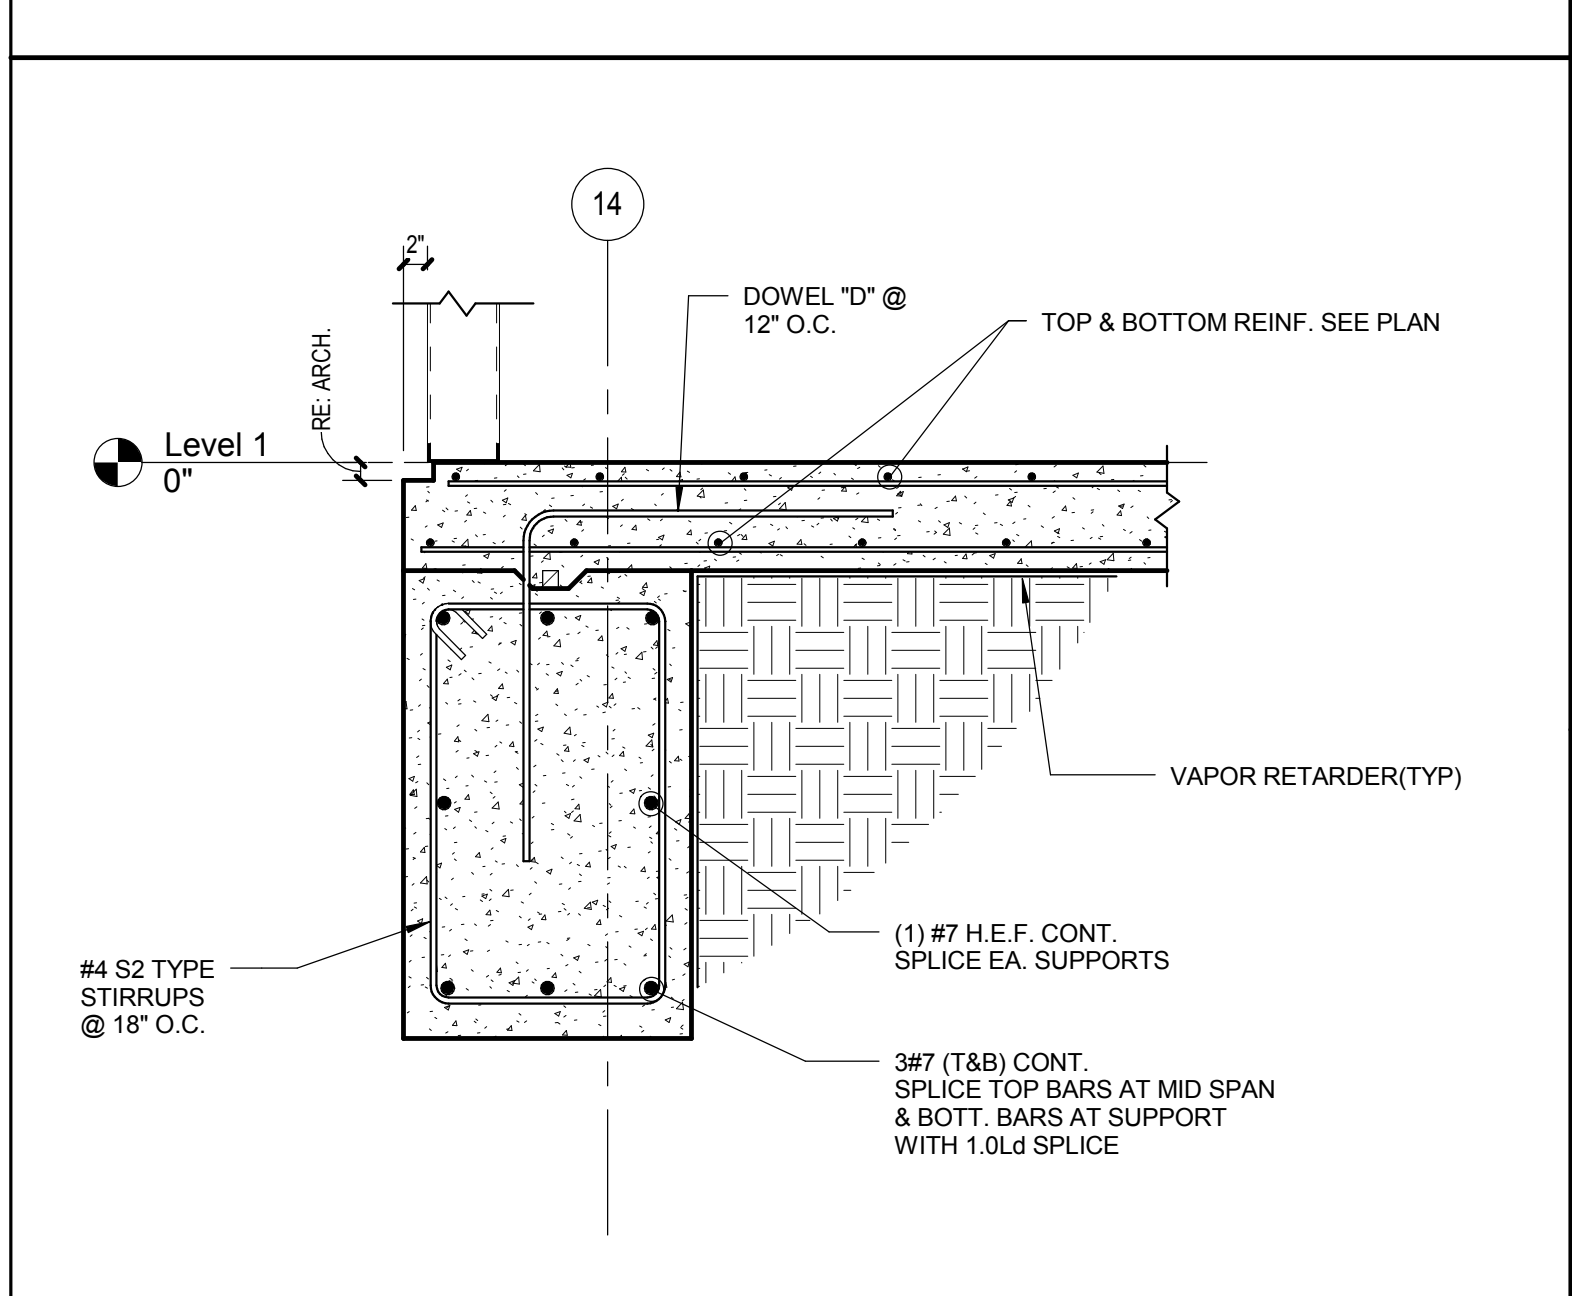 14
2"
DOWEL "D" @
12" O.C.
TOP & BOTTOM REINF. SEE PLAN
RE: ARCH.
Level 1
0"
VAPOR RETARDER(TYP)
(1) #7 H.E.F. CONT.
SPLICE EA. SUPPORTS
#4 S2 TYPE
STIRRUPS
@ 18" O.C.
3#7 (T&B) CONT.
SPLICE TOP BARS AT MID SPAN
& BOTT. BARS AT SUPPORT
WITH 1.0Ld SPLICE